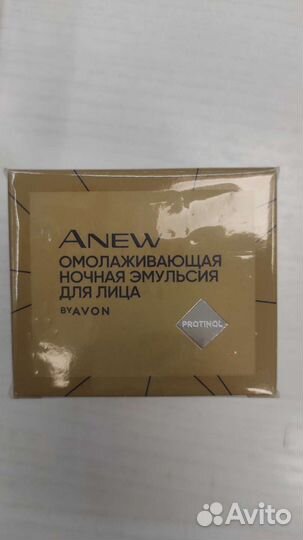 ANEW
ОМОЛАЖИВАЮЩАЯ
НОЧНАЯ ЭМУЛЬСИЯ
ДЛЯ ЛИЦА
BY AVON
PROTINOL
Avito